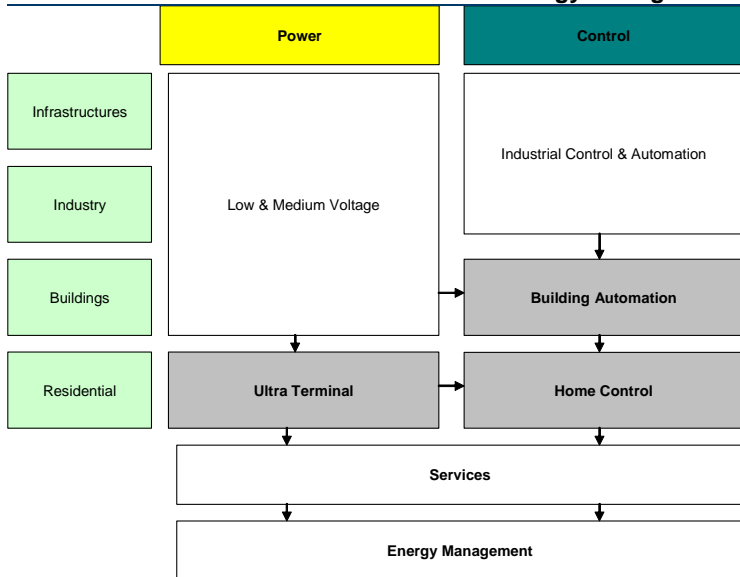 Power
Control
Infrastructures
Industrial Control & Automation
Industry
Low & Medium Voltage
Buildings
Building Automation
Residential
Ultra Terminal
Home Control
Services
Energy Management